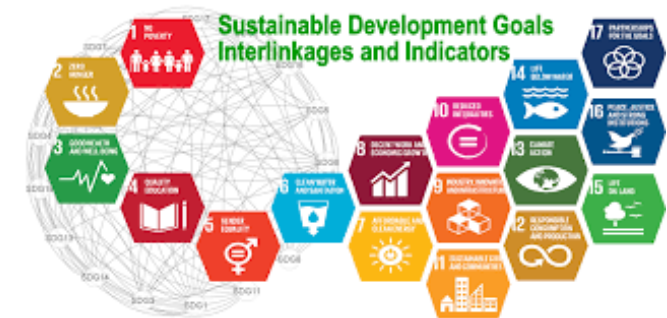 Sustainable Development Goals
Interlinkages and Indicators
1 NO
POVERTY
2 ZERO
HUNGER
3 GOOD HEALTH
AND WELL-BEING
4 QUALITY
EDUCATION
5 GENDER
EQUALITY
6 CLEAN WATER
AND SANITATION
7 AFFORDABLE AND
CLEAN ENERGY
8 DECENT WORK AND
ECONOMIC GROWTH
9 INDUSTRY, INNOVATION
AND INFRASTRUCTURE
10 REDUCED
INEQUALITIES
11 SUSTAINABLE CITIES
AND COMMUNITIES
12 RESPONSIBLE
CONSUMPTION
AND PRODUCTION
13 CLIMATE
ACTION
14 LIFE
BELOW WATER
15 LIFE
ON LAND
16 PEACE, JUSTICE
AND STRONG
INSTITUTIONS
17 PARTNERSHIPS
FOR THE GOALS
SDG11
SDG1
SDG3
SDG14